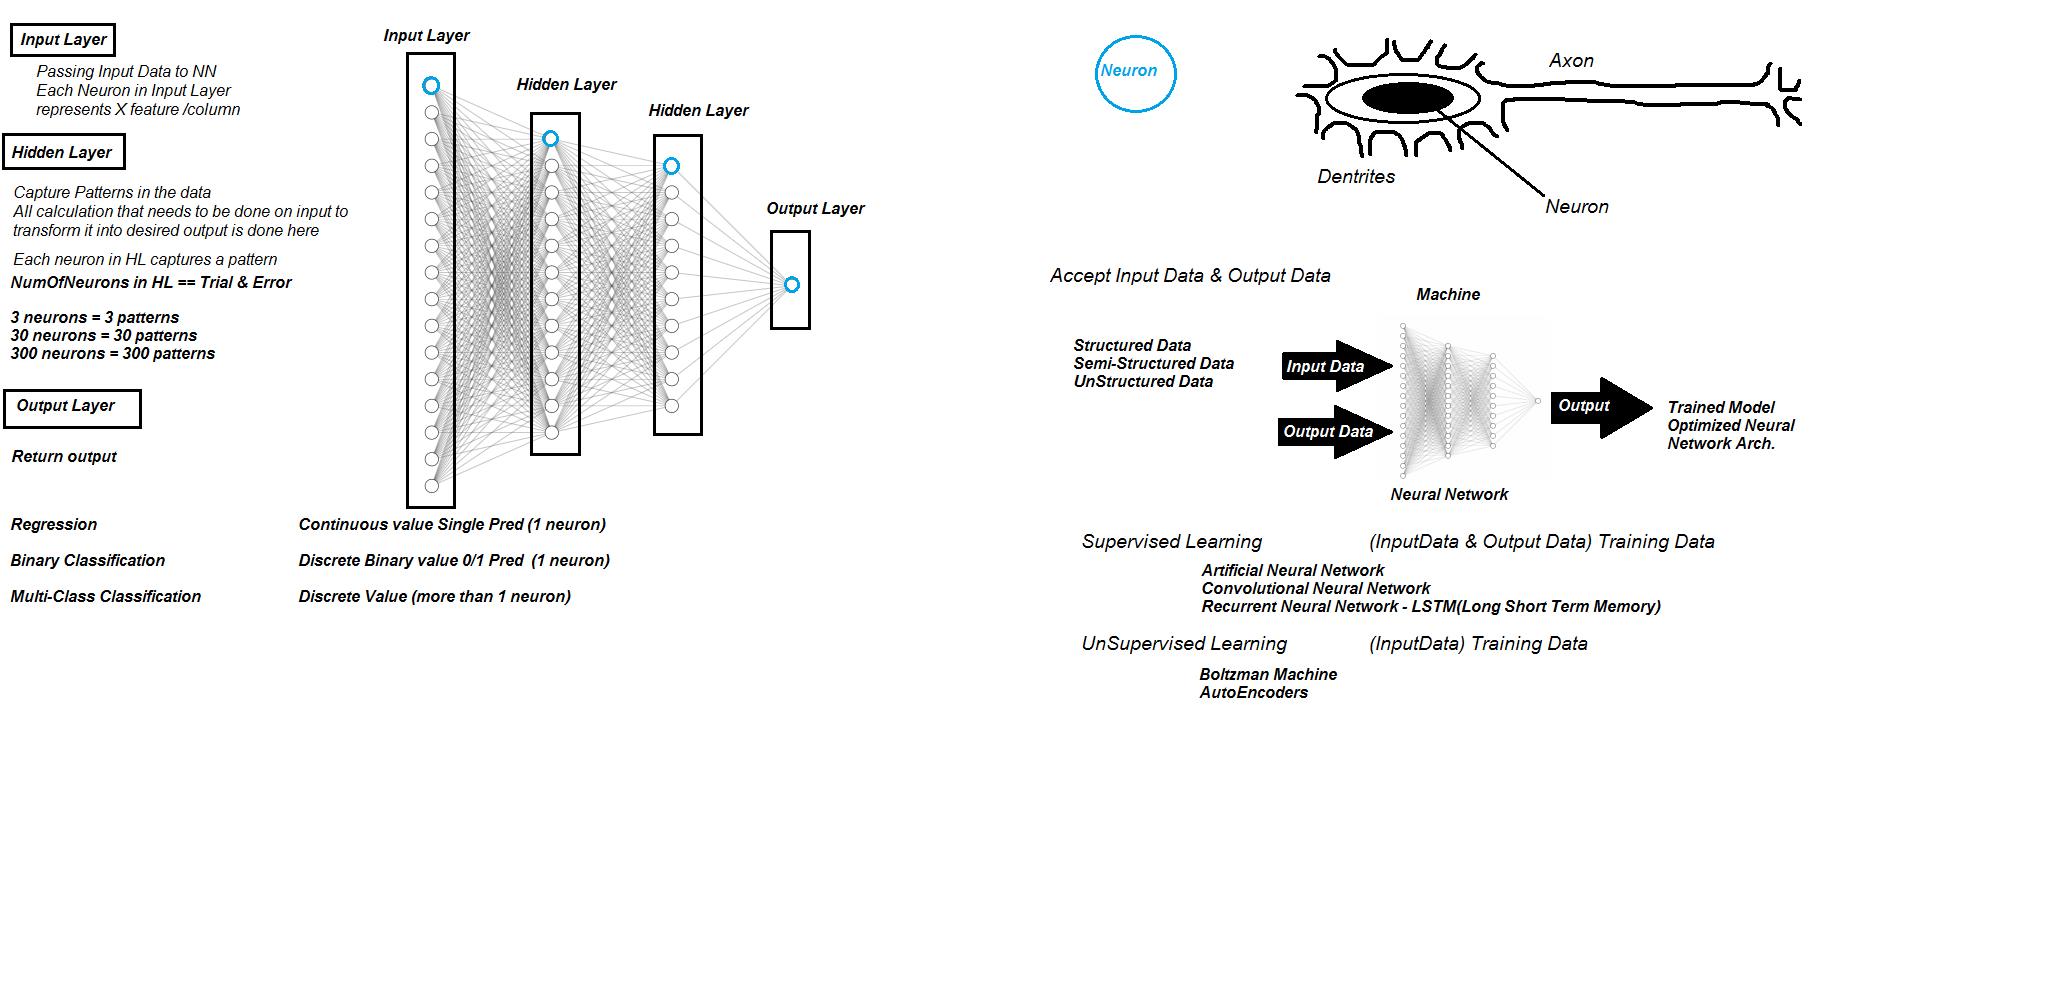 Input Layer
Passing Input Data to NN
Each Neuron in Input Layer
represents X feature /column
Hidden Layer
Capture Patterns in the data
All calculation that needs to be done on input to
transform it into desired output is done here
Each neuron in HL captures a pattern
NumOfNeurons in HL == Trial & Error
3 neurons = 3 patterns
30 neurons = 30 patterns
300 neurons = 300 patterns
Output Layer
Return output
Regression Continuous value Single Pred (1 neuron)
Binary Classification Discrete Binary value 0/1 Pred (1 neuron)
Multi-Class Classification Discrete Value (more than 1 neuron)
Input Layer
Hidden Layer
Hidden Layer
Output Layer
Neuron
Axon
Dentrites
Neuron
Accept Input Data & Output Data
Machine
Structured Data
Semi-Structured Data
UnStructured Data
Input Data
Output Data
Output
Trained Model
Optimized Neural
Network Arch.
Neural Network
Supervised Learning (InputData & Output Data) Training Data
Artificial Neural Network
Convolutional Neural Network
Recurrent Neural Network - LSTM(Long Short Term Memory)
UnSupervised Learning (InputData) Training Data
Boltzman Machine
AutoEncoders